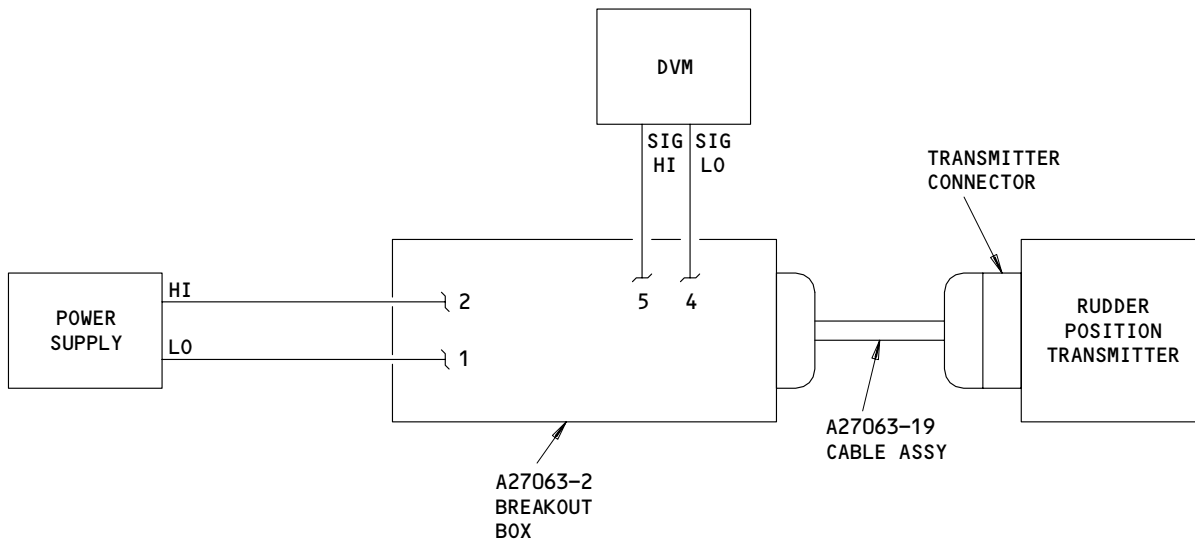 DVM
SIG SIG
HI LO
TRANSMITTER
CONNECTOR
HI
LO
POWER
SUPPLY
2
1
5 4
RUDDER
POSITION
TRANSMITTER
A27063-19
CABLE ASSY
A27063-2
BREAKOUT
BOX